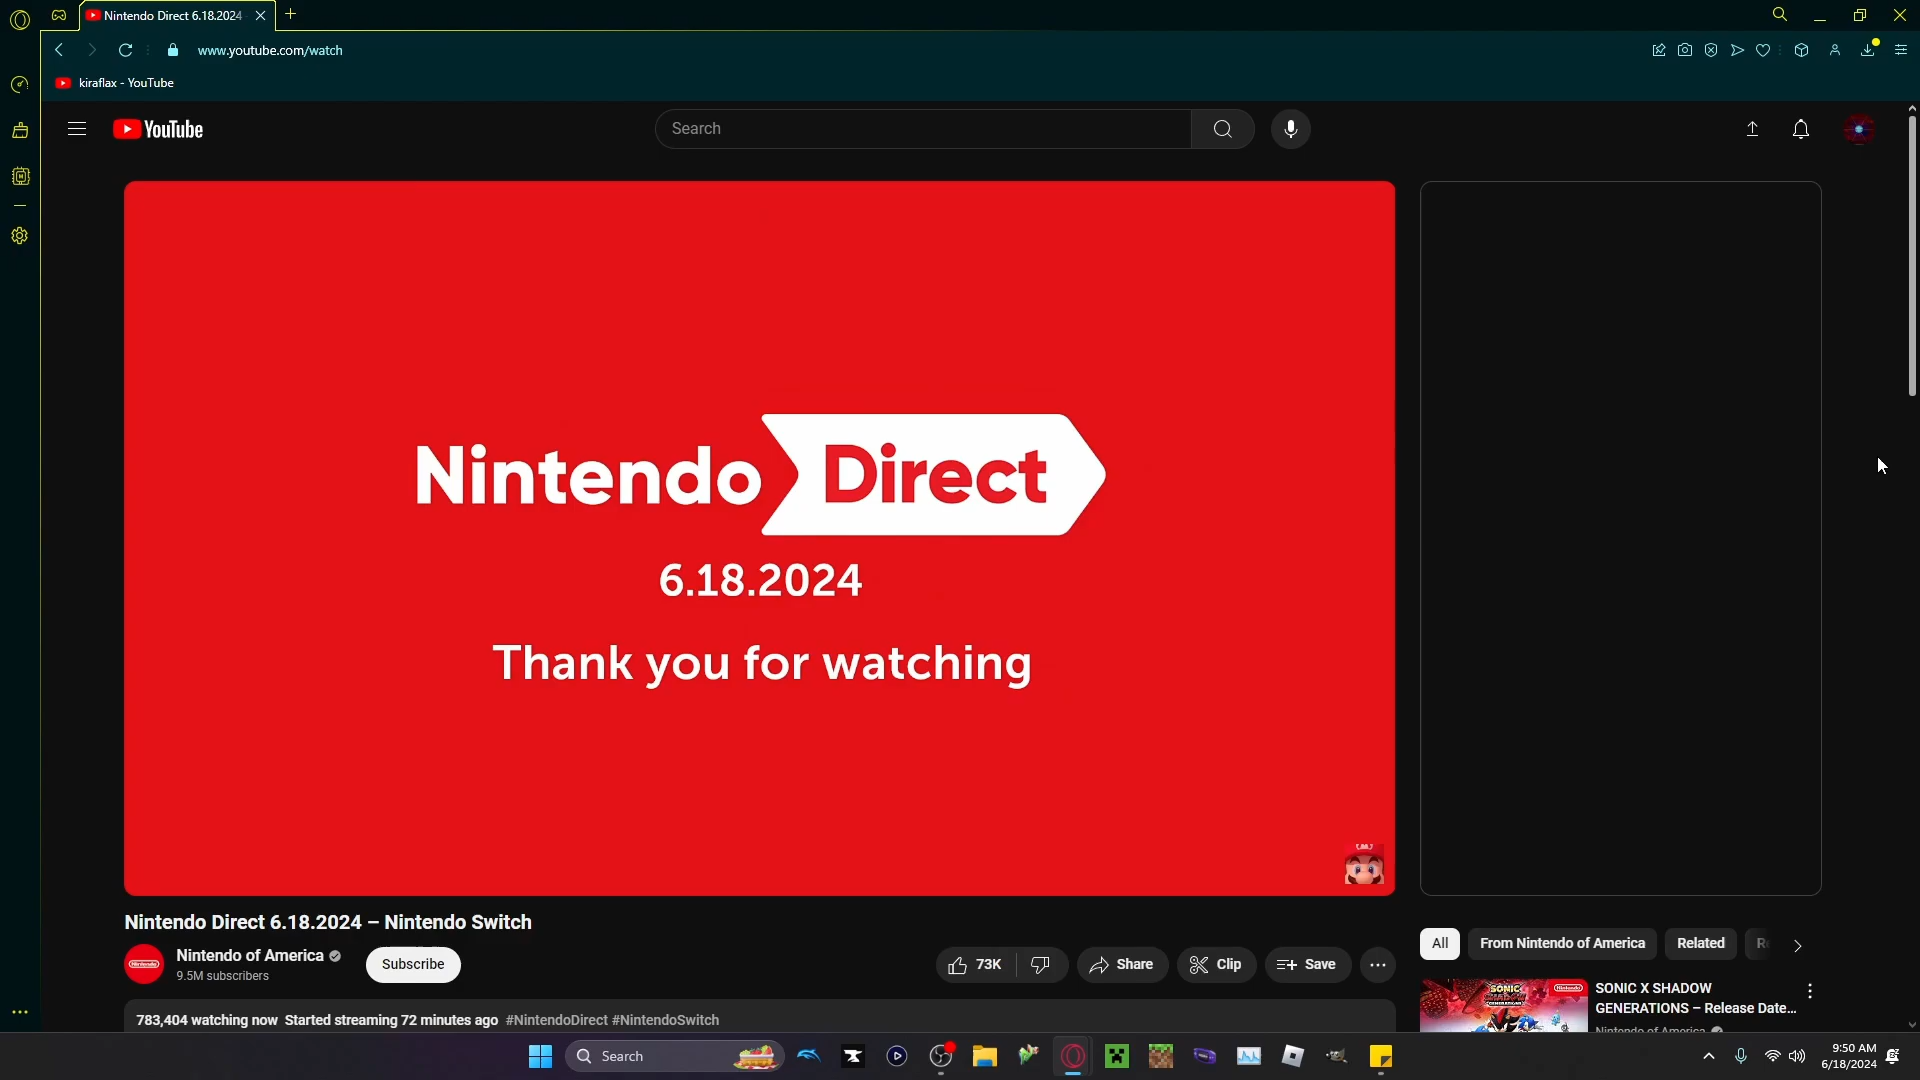 Nintendo Direct 6.18.2024
www.youtube.com/watch
kiraflax - YouTube
YouTube
Search
Nintendo Direct
6.18.2024
Thank you for watching
Nintendo Direct 6.18.2024 – Nintendo Switch
Nintendo of America
9.5M subscribers
Subscribe
73K
Share
Clip
Save
783,404 watching now Started streaming 72 minutes ago #NintendoDirect #NintendoSwitch
All
From Nintendo of America
Related
SONIC X SHADOW
GENERATIONS – Release Date...
Nintendo of America
Search
9:50 AM
6/18/2024